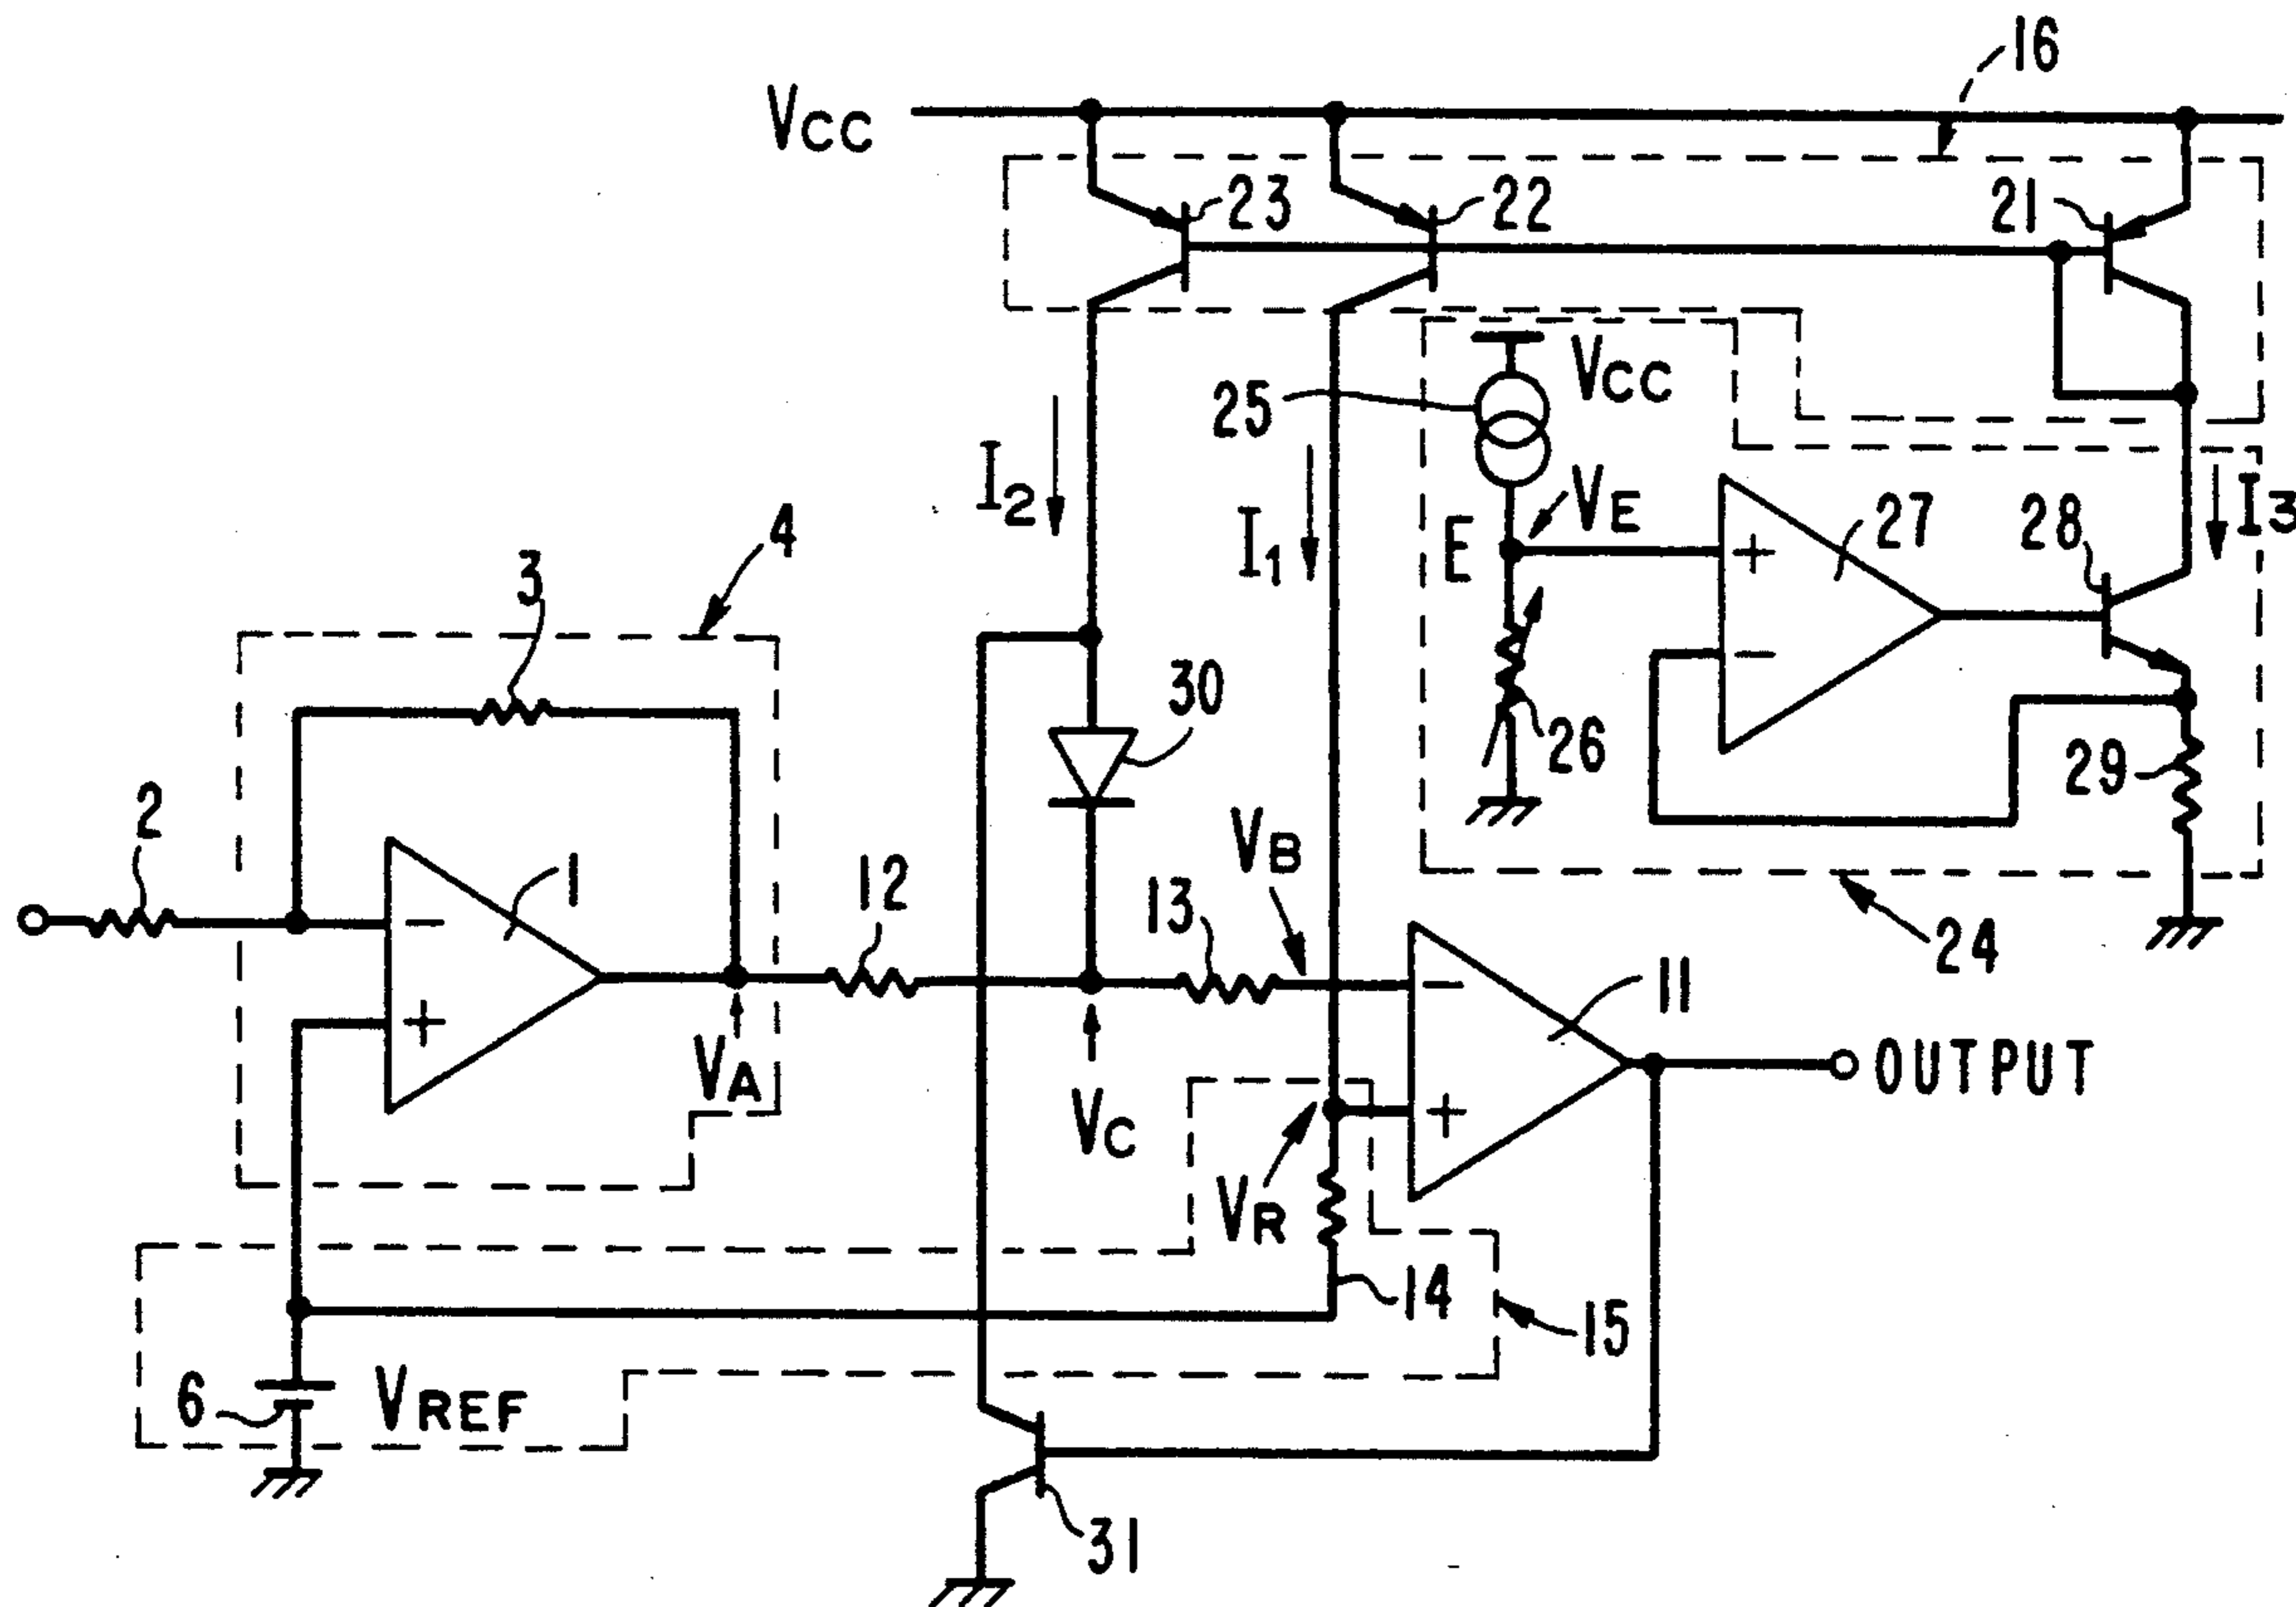 16
VCC
23
22
21
VCC
25
I2
I1
E
VE
27
28
I3
4
3
30
26
29
2
1
12
13
VB
24
11
OUTPUT
VA
VC
VR
14
15
6
VREF
31
- 
+
-
+
+
-